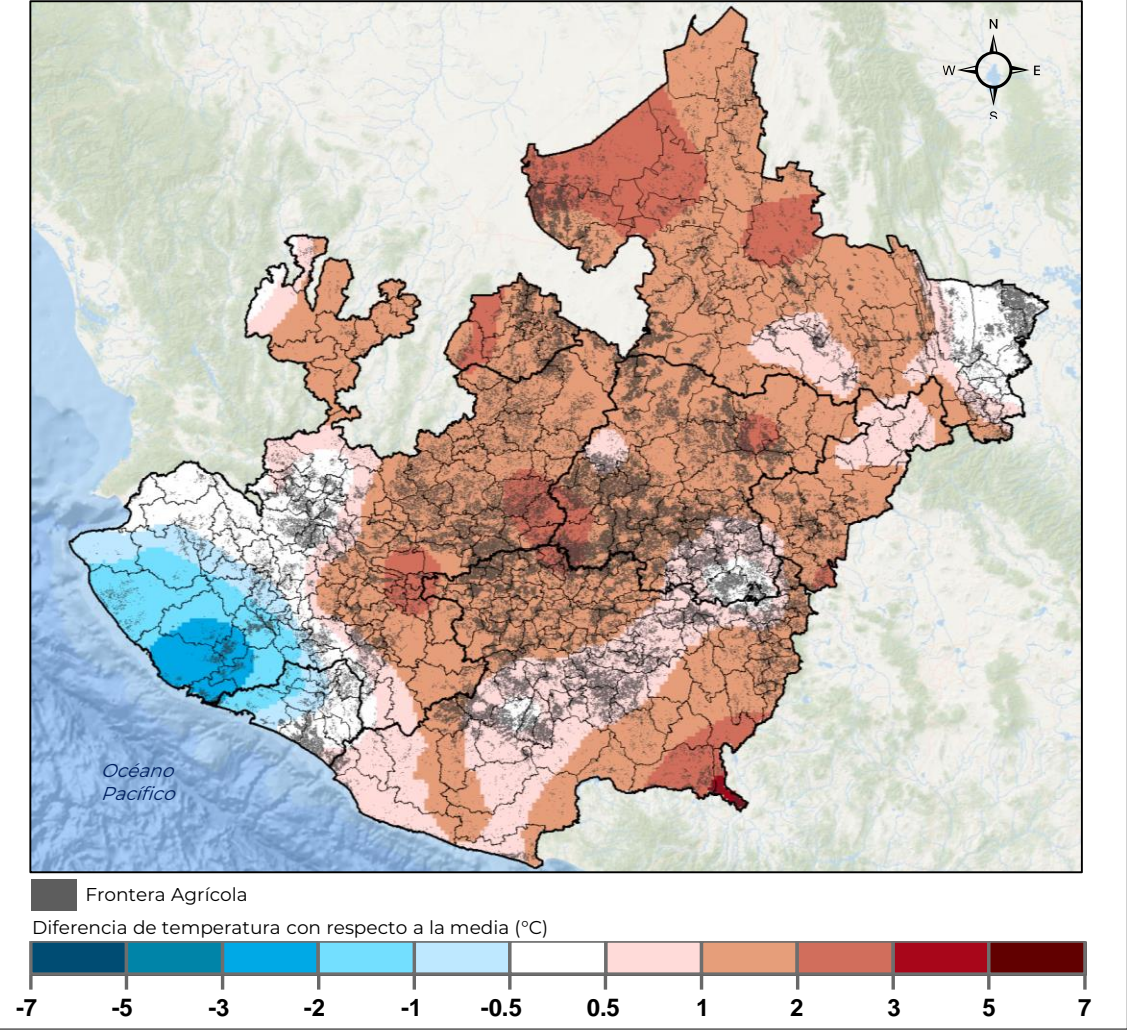 N
W E
S
Océano
Pacífico
Frontera Agrícola
Diferencia de temperatura con respecto a la media (°C)
-7 -5 -3 -2 -1 -0.5 0.5 1 2 3 5 7